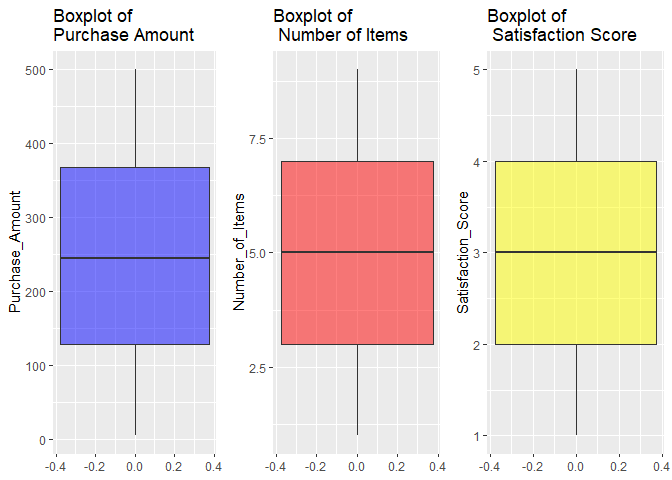 Boxplot of
Purchase Amount
Purchase_Amount
500
400
300
200
100
0
-0.4 -0.2 0.0 0.2 0.4
Boxplot of
Number of Items
Number_of_Items
7.5
5.0
2.5
-0.4 -0.2 0.0 0.2 0.4
Boxplot of
Satisfaction Score
Satisfaction_Score
5
4
3
2
1
-0.4 -0.2 0.0 0.2 0.4